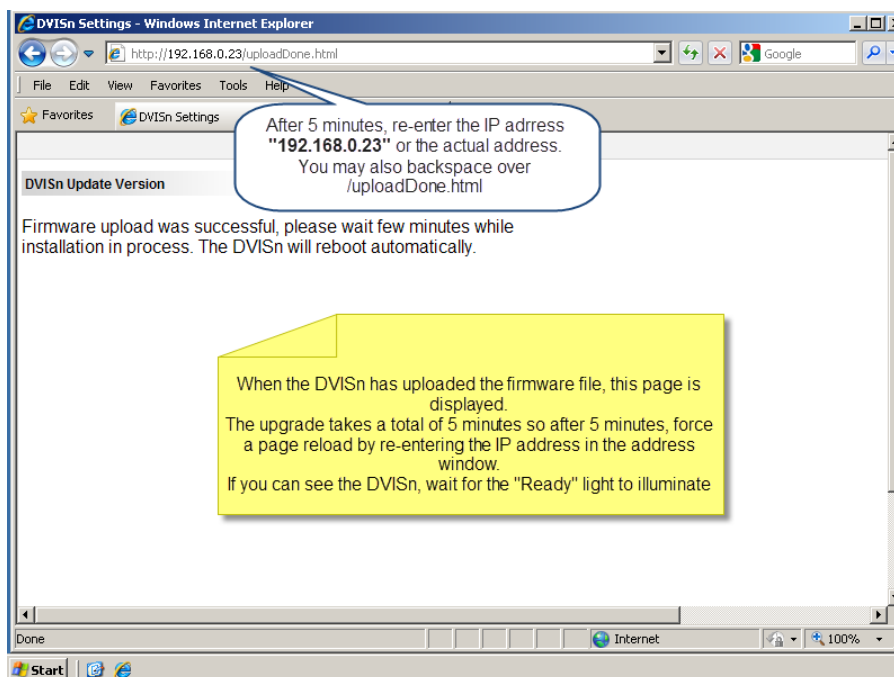 DVISn Settings - Windows Internet Explorer
http://192.168.0.23/uploadDone.html
Google
File Edit View Favorites Tools Help
Favorites DVISn Settings
After 5 minutes, re-enter the IP adrress
"192.168.0.23" or the actual address.
You may also backspace over
/uploadDone.html
DVISn Update Version
Firmware upload was successful, please wait few minutes while
installation in process. The DVISn will reboot automatically.
When the DVISn has uploaded the firmware file, this page is
displayed.
The upgrade takes a total of 5 minutes so after 5 minutes, force
a page reload by re-entering the IP address in the address
window.
If you can see the DVISn, wait for the "Ready" light to illuminate
Done Internet 100%
Start